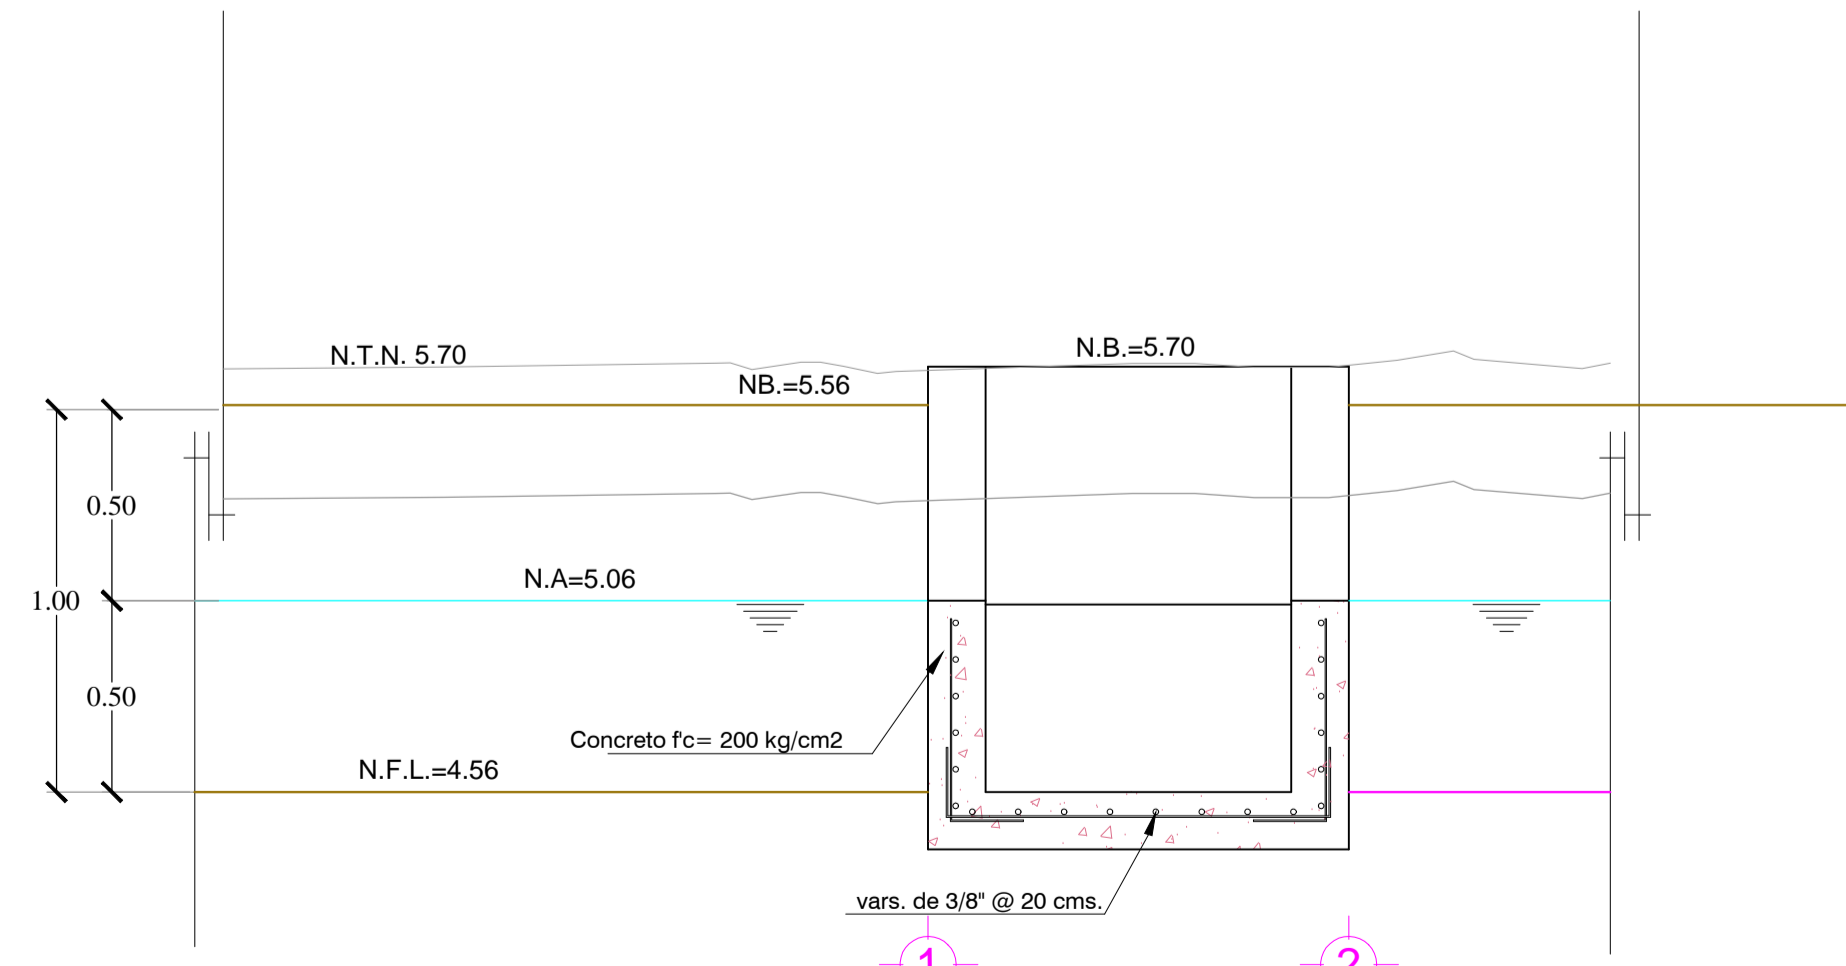 N.T.N. 5.70
N.B.=5.70
NB.=5.56
0.50
N.A=5.06
1.00
0.50
Concreto f'c= 200 kg/cm2
N.F.L.=4.56
vars. de 3/8" @ 20 cms.
1
2